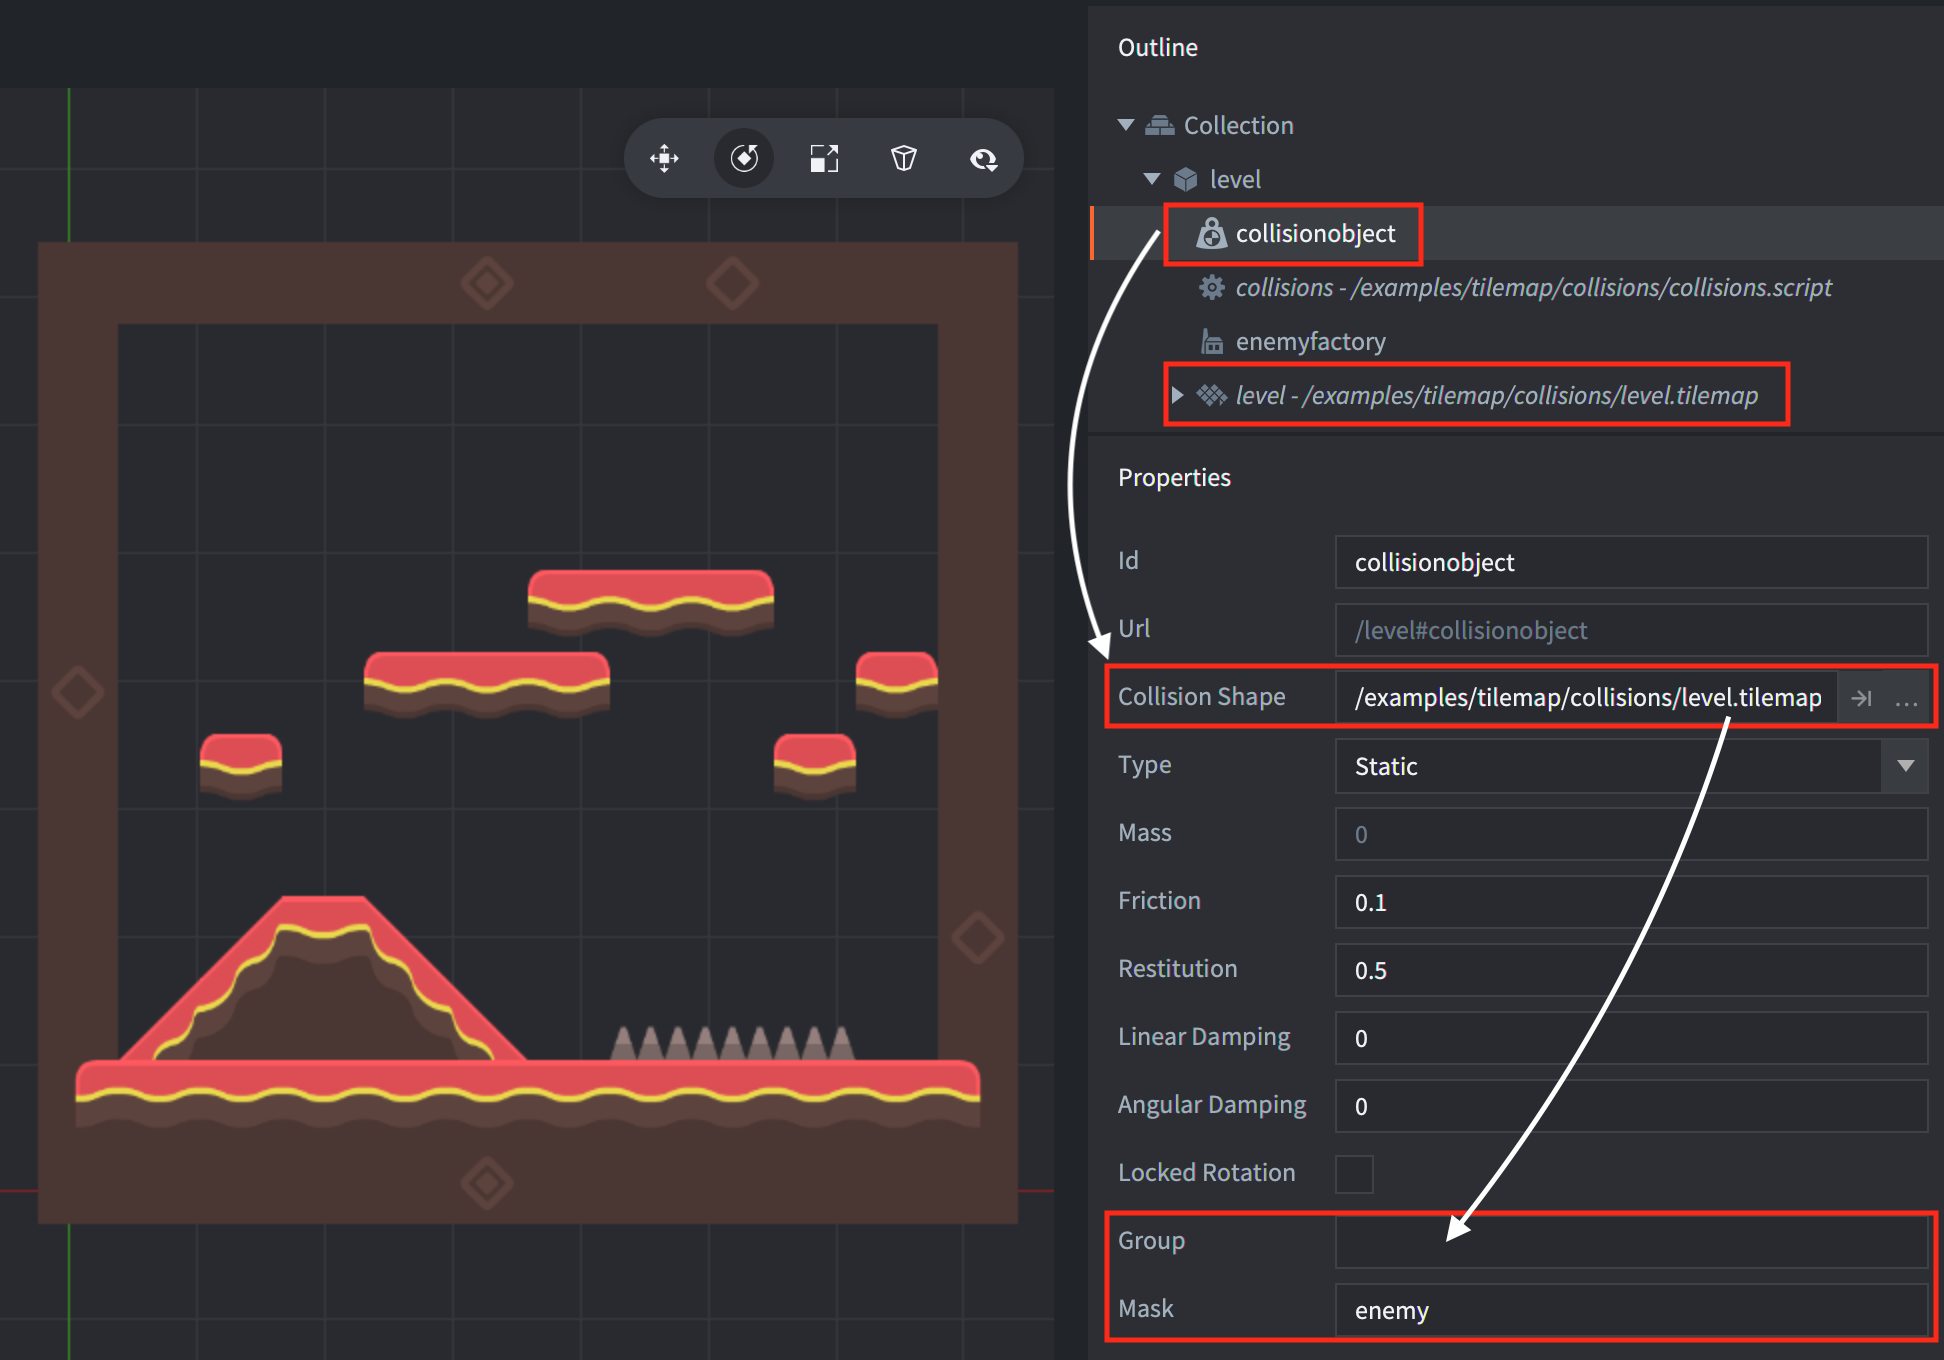 Outline
Collection
level
collisionobject
collisions - /examples/tilemap/collisions/collisions.script
enemyfactory
level - /examples/tilemap/collisions/level.tilemap
Properties
Id collisionobject
Url /level#collisionobject
Collision Shape /examples/tilemap/collisions/level.tilemap ...
Type Static
Mass 0
Friction 0.1
Restitution 0.5
Linear Damping 0
Angular Damping 0
Locked Rotation
Group
Mask enemy